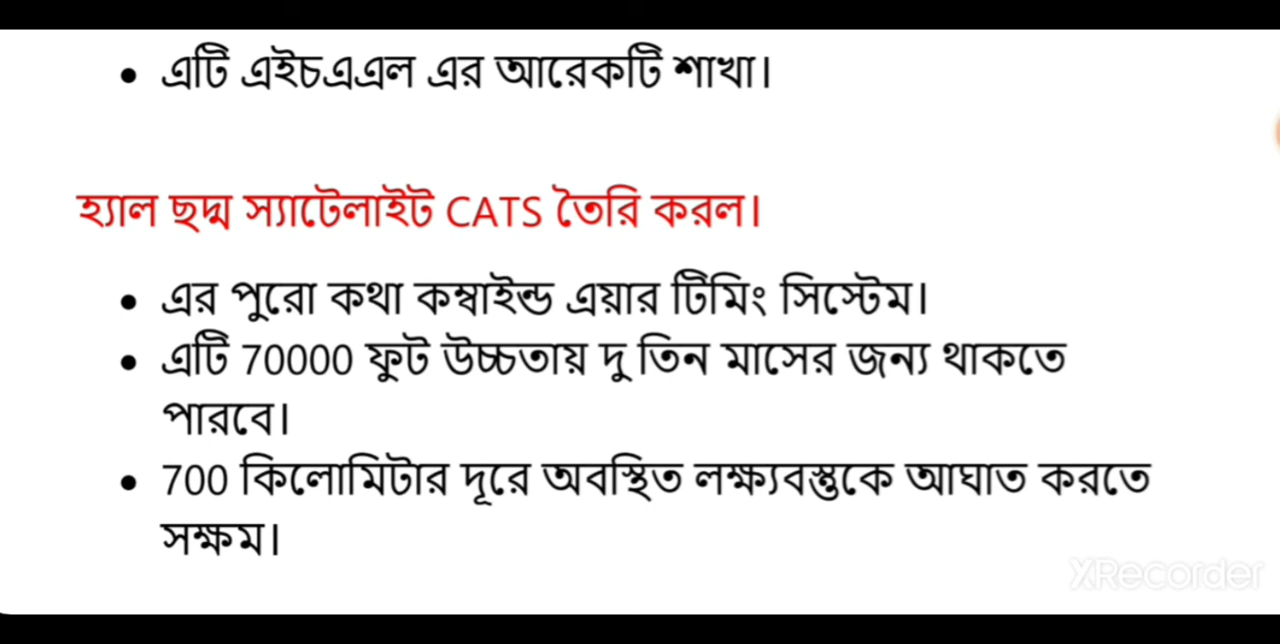 • এটি এইচএএল এর আরেকটি শাখা।
হ্যাল ছদ্ম স্যাটেলাইট CATS তৈরি করল।
• এর পুরো কথা কম্বাইন্ড এয়ার টিমিং সিস্টেম।
• এটি 70000 ফুট উচ্চতায় দু তিন মাসের জন্য থাকতে
পারবে।
• 700 কিলোমিটার দূরে অবস্থিত লক্ষ্যবস্তুকে আঘাত করতে
সক্ষম।
XRecorder